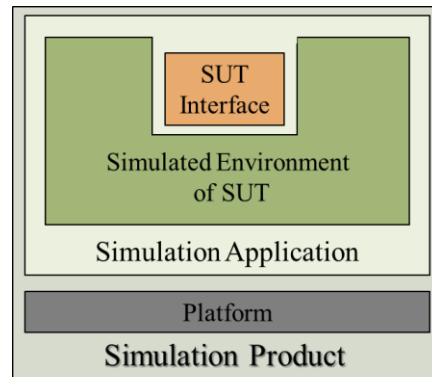 SUT
Interface
Simulated Environment
of SUT
Simulation Application
Platform
Simulation Product